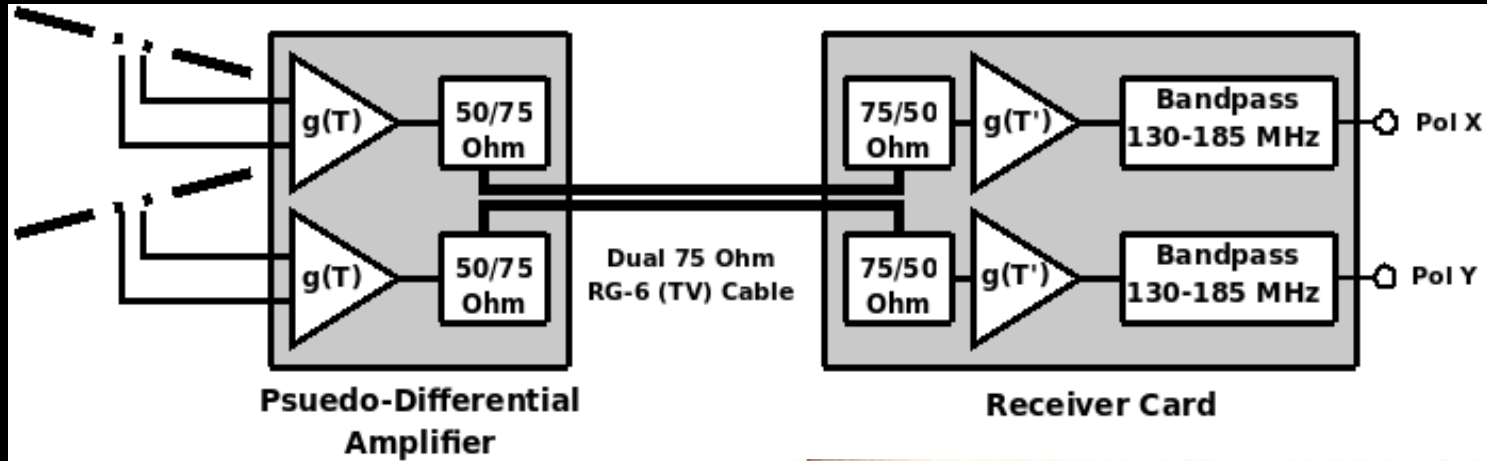 g(T)
50/75
Ohm
75/50
Ohm
g(T')
Bandpass
130-185 MHz
Pol X
g(T)
50/75
Ohm
Dual 75 Ohm
RG-6 (TV) Cable
75/50
Ohm
g(T')
Bandpass
130-185 MHz
Pol Y
Psuedo-Differential
Amplifier
Receiver Card